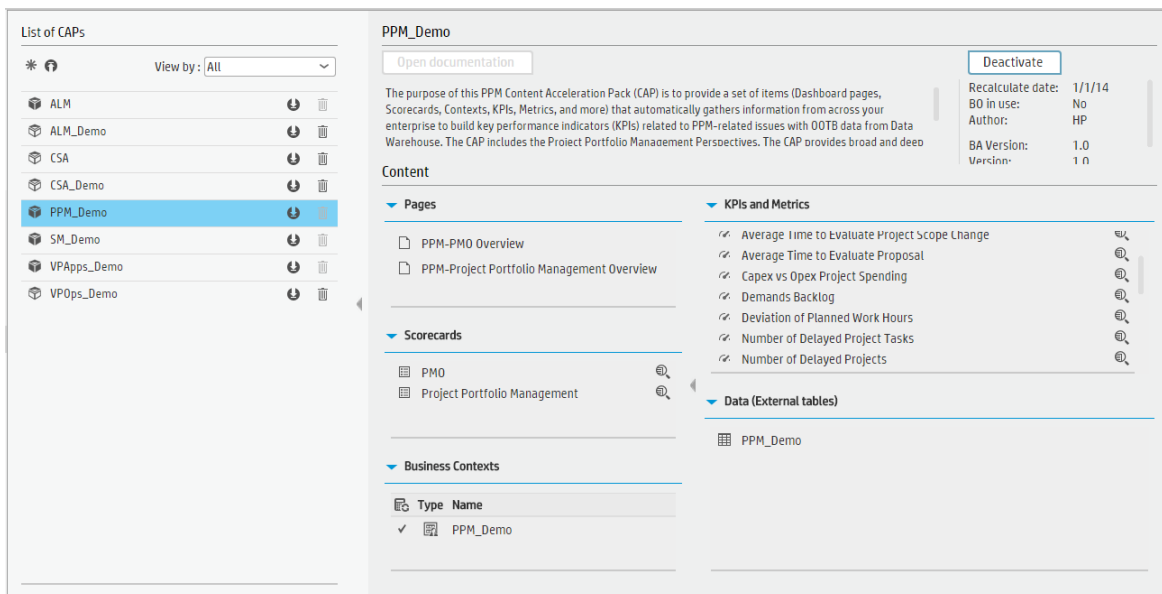 List of CAPs
View by : All
ALM
ALM_Demo
CSA
CSA_Demo
PPM_Demo
SM_Demo
VPApps_Demo
VPOps_Demo
PPM_Demo
Open documentation
Deactivate
The purpose of this PPM Content Acceleration Pack (CAP) is to provide a set of items (Dashboard pages,
Scorecards, Contexts, KPIs, Metrics, and more) that automatically gathers information from across your
enterprise to build key performance indicators (KPIs) related to PPM-related issues with OOTB data from Data
Warehouse. The CAP includes the Project Portfolio Management Perspectives. The CAP provides broad and deep
Recalculate date: 1/1/14
BO in use: No
Author: HP
BA Version: 1.0
Version: 1.0
Content
Pages
PPM-PMO Overview
PPM-Project Portfolio Management Overview
Scorecards
PMO
Project Portfolio Management
Business Contexts
Type Name
PPM_Demo
KPIs and Metrics
Average Time to Evaluate Project Scope Change
Average Time to Evaluate Proposal
Capex vs Opex Project Spending
Demands Backlog
Deviation of Planned Work Hours
Number of Delayed Project Tasks
Number of Delayed Projects
Data (External tables)
PPM_Demo